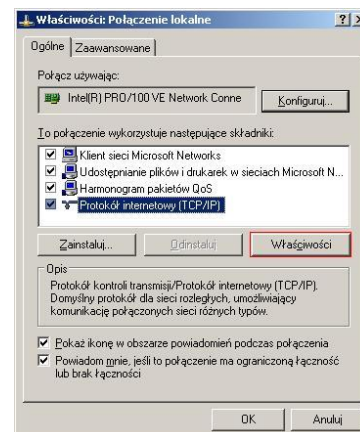 Właściwości: Połączenie lokalne
Ogólne Zaawansowane
Połącz używając:
Intel(R) PRO/100 VE Network Conne
Konfiguruj...
To połączenie wykorzystuje następujące składniki:
Klient sieci Microsoft Networks
Udostępnianie plików i drukarek w sieciach Microsoft N...
Harmonogram pakietów QoS
Protokół internetowy (TCP/IP)
Zainstaluj... Odinstaluj Właściwości
Opis
Protokół kontroli transmisji/Protokół internetowy (TCP/IP).
Domyślny protokół dla sieci rozległych, umożliwiający
komunikację połączonych sieci różnych typów.
Pokaż ikonę w obszarze powiadomień podczas połączenia
Powiadom mnie, jeśli to połączenie ma ograniczoną łączność
lub brak łączności
OK Anuluj